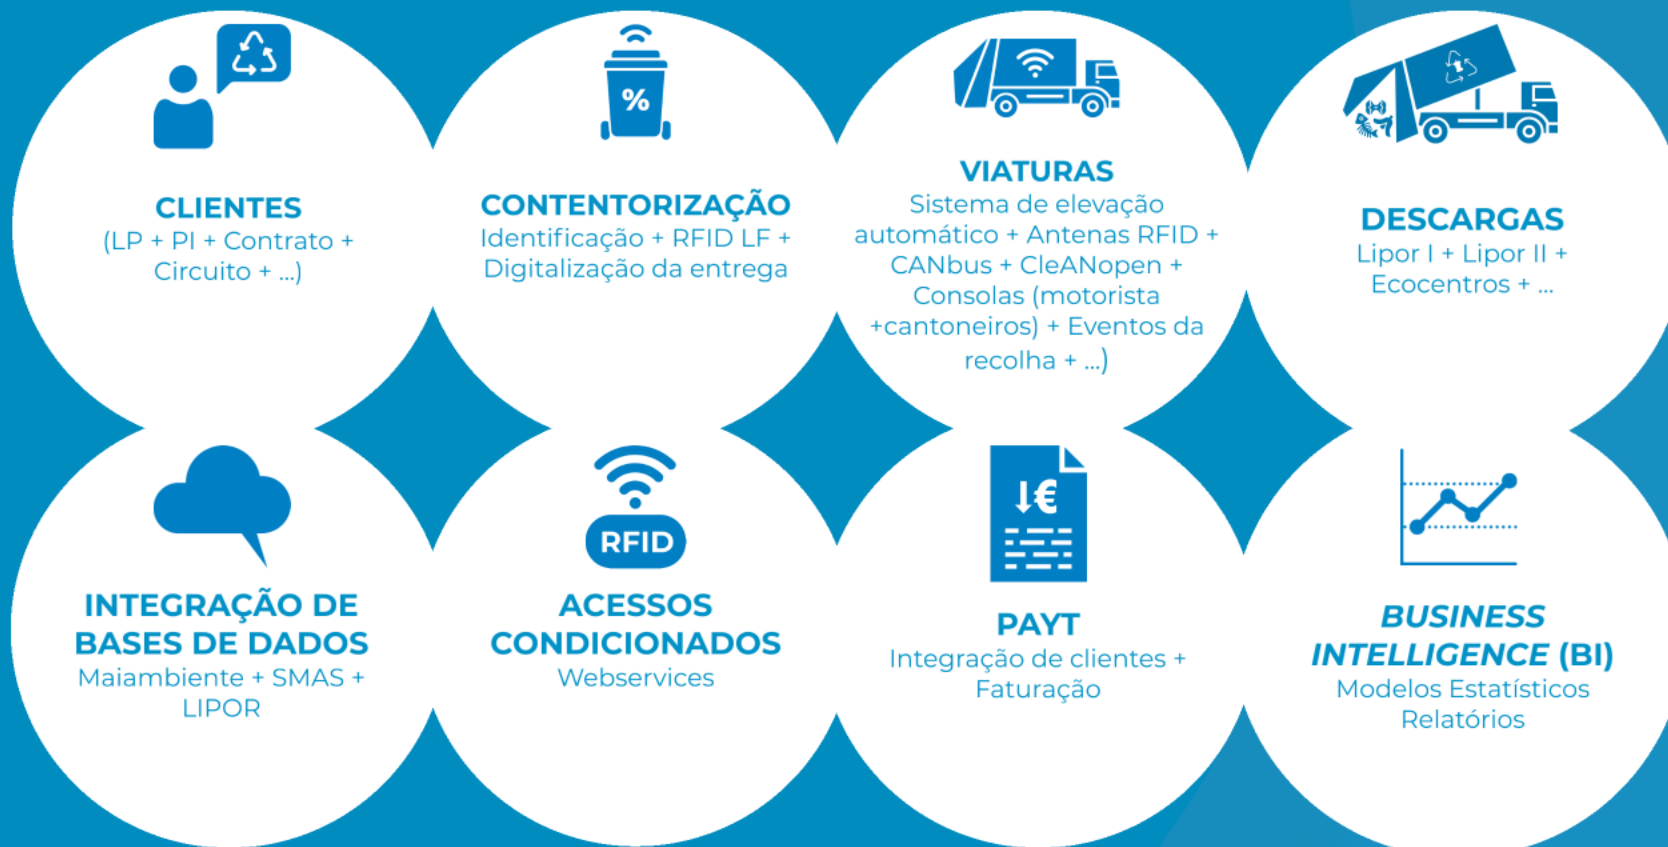 CLIENTES
(LP + PI + Contrato +
Circuito + ...)
%
CONTENTORIZAÇÃO
Identificação + RFID LF +
Digitalização da entrega
VIATURAS
Sistema de elevação
automático + Antenas RFID +
CANbus + CleANopen +
Consolas (motorista
+cantoneiros) + Eventos da
recolha + ...)
DESCARGAS
Lipor I + Lipor II +
Ecocentros + ...
INTEGRAÇÃO DE
BASES DE DADOS
Maiambiente + SMAS +
LIPOR
RFID
ACESSOS
CONDICIONADOS
Webservices
↓€
PAYT
Integração de clientes +
Faturação
BUSINESS
INTELLIGENCE (BI)
Modelos Estatísticos
Relatórios